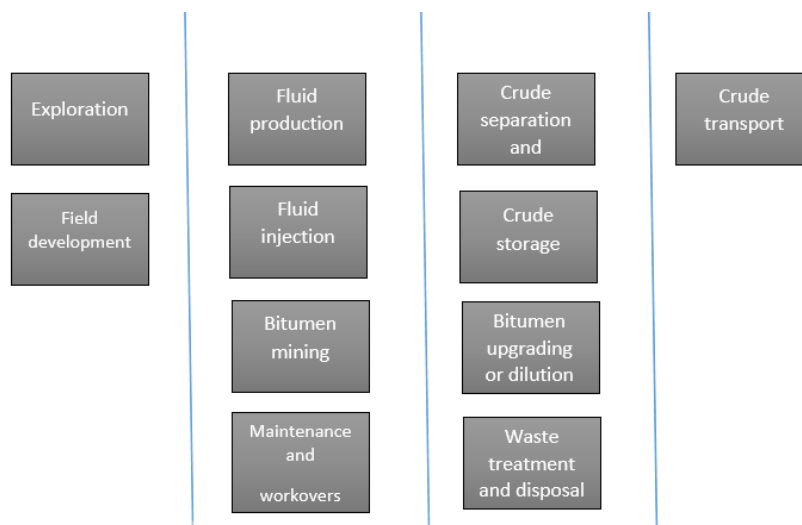 Exploration
Field
development
Fluid
production
Fluid
injection
Bitumen
mining
Maintenance
and
workovers
Crude
separation
and
Crude
storage
Bitumen
upgrading
or dilution
Waste
treatment
and disposal
Crude
transport